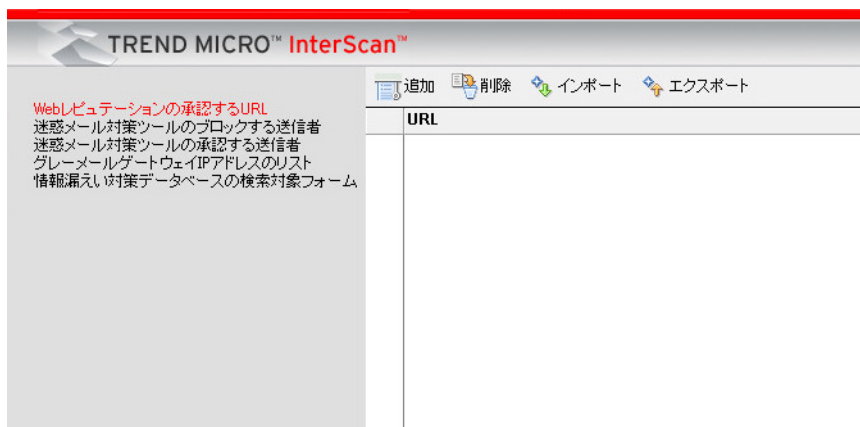 TREND MICRO™ InterScan™
追加 削除 インポート エクスポート
URL
Webレピュテーションの承認するURL
迷惑メール対策ツールのブロックする送信者
迷惑メール対策ツールの承認する送信者
グレーメールゲートウェイIPアドレスのリスト
情報漏えい対策データベースの検索対象フォーム